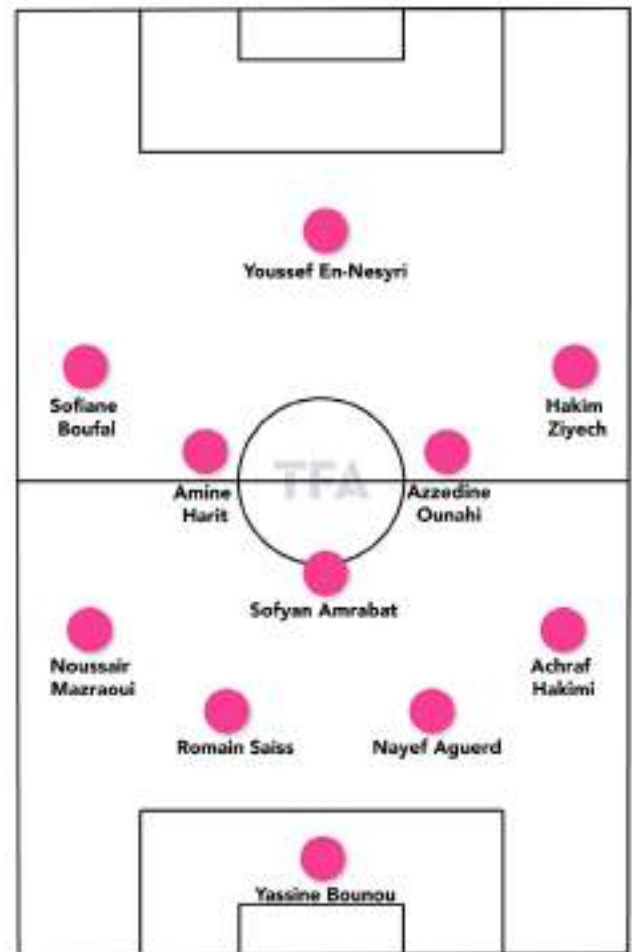 Youssef En-Nesyri
Sofiane
Boufal
Hakim
Ziyech
TFA
Amine
Harit
Azzedine
Ounahi
Sofyan Amrabat
Noussair
Mazraoui
Achraf
Hakimi
Romain Saiss
Nayef Aguerd
Yassine Bounou